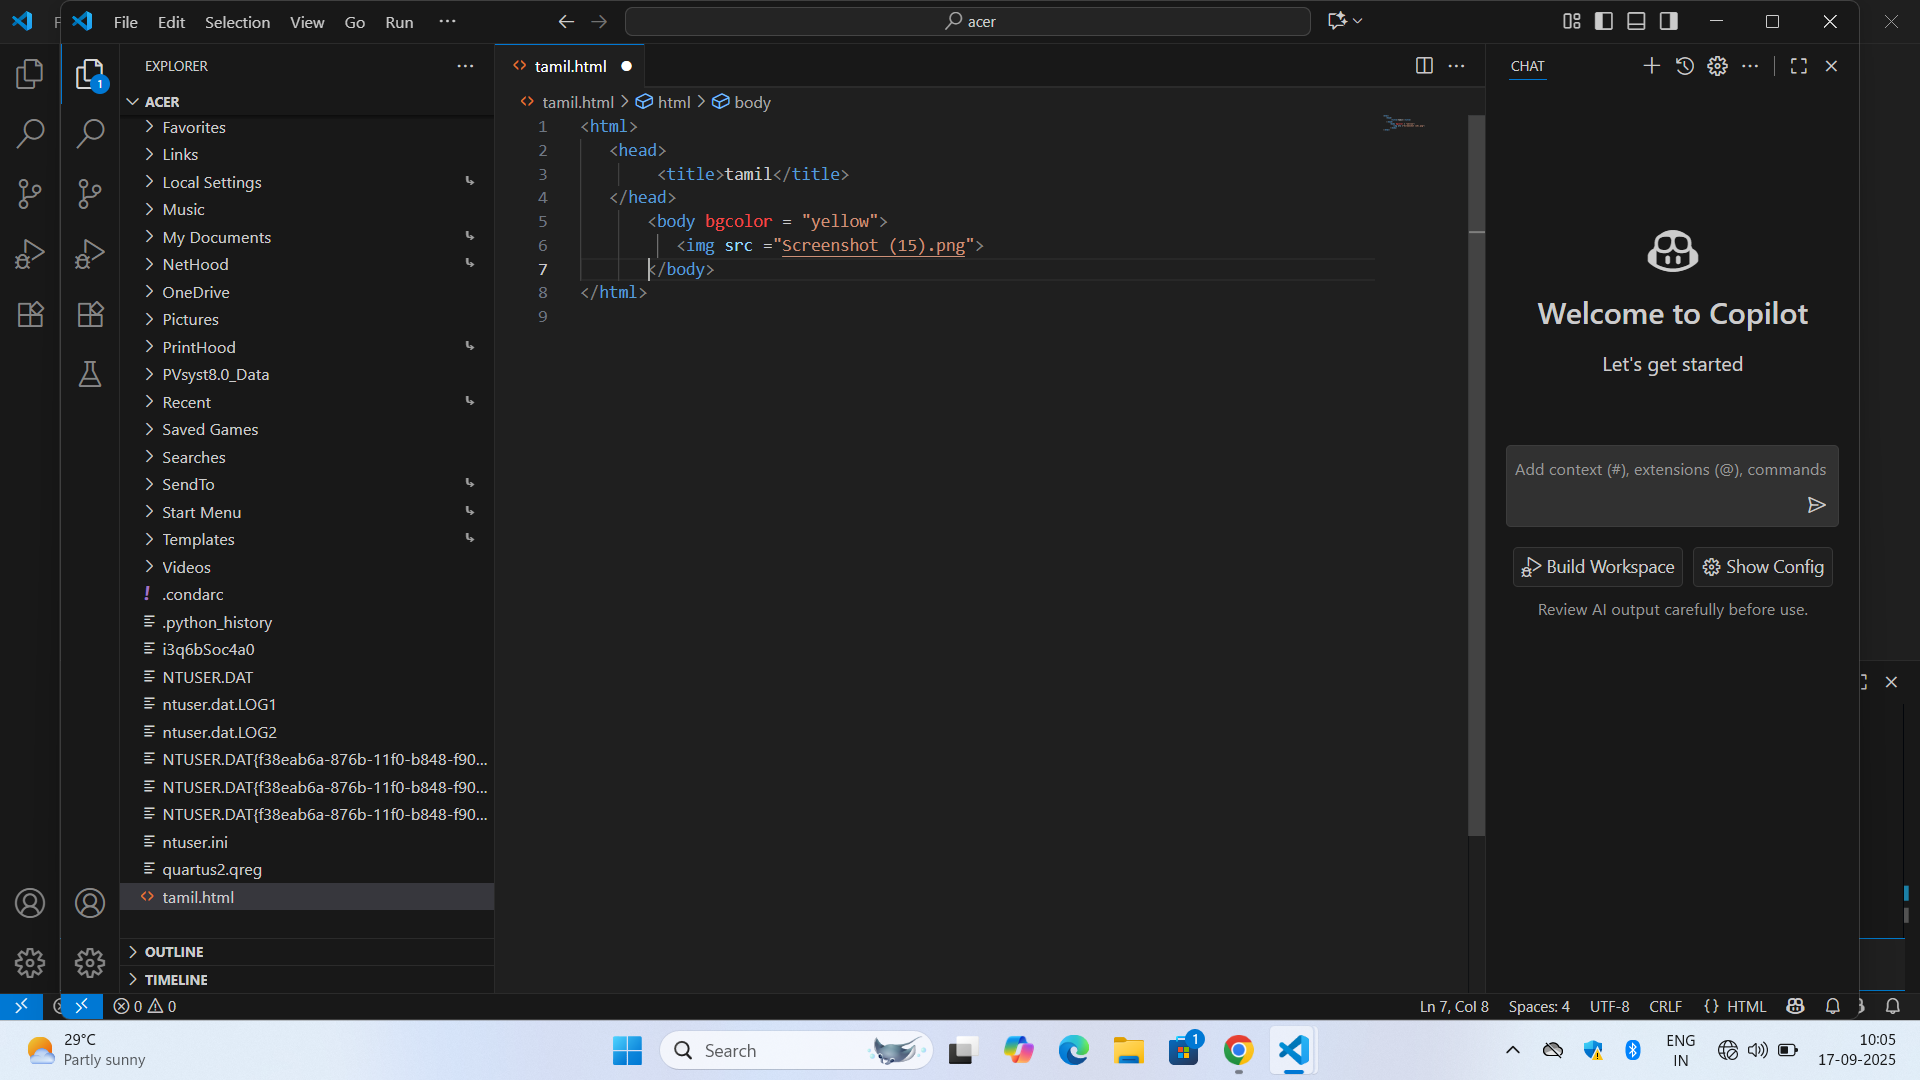 File Edit Selection View Go Run ··· acer
EXPLORER
ACER
Favorites
Links
Local Settings
Music
My Documents
NetHood
OneDrive
Pictures
PrintHood
PVsyst8.0_Data
Recent
Saved Games
Searches
SendTo
Start Menu
Templates
Videos
.condarc
.python_history
i3q6bSoc4a0
NTUSER.DAT
ntuser.dat.LOG1
ntuser.dat.LOG2
NTUSER.DAT{f38eab6a-876b-11f0-b848-f90...
NTUSER.DAT{f38eab6a-876b-11f0-b848-f90...
NTUSER.DAT{f38eab6a-876b-11f0-b848-f90...
ntuser.ini
quartus2.qreg
tamil.html
OUTLINE
TIMELINE
1
tamil.html
tamil.html > html > body
1 <html>
2 <head>
3 <title>tamil</title>
4 </head>
5 <body bgcolor = "yellow">
6 <img src ="Screenshot (15).png">
7 </body>
8 </html>
9
CHAT
Welcome to Copilot
Let's get started
Add context (#), extensions (@), commands
Build Workspace Show Config
Review AI output carefully before use.
0 0 Ln 7, Col 8 Spaces: 4 UTF-8 CRLF {} HTML
29°C
Partly sunny
Search
1
ENG
IN
10:05
17-09-2025